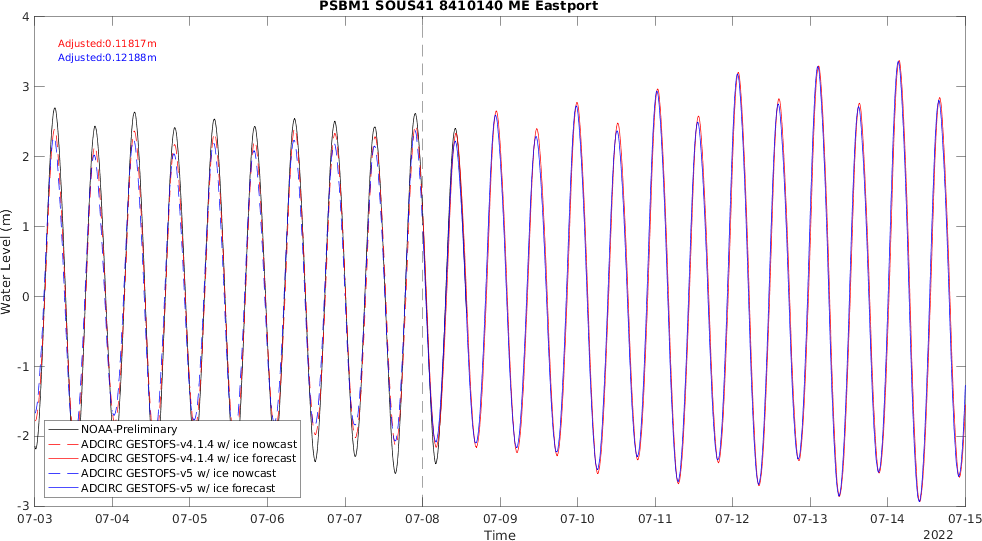 PSBM1 SOUS41 8410140 ME Eastport
4
Adjusted:0.11817m
Adjusted:0.12188m
3
2
1
0
-1
-2
-3
Water Level (m)
NOAA-Preliminary
ADCIRC GESTOFS-v4.1.4 w/ ice nowcast
ADCIRC GESTOFS-v4.1.4 w/ ice forecast
ADCIRC GESTOFS-v5 w/ ice nowcast
ADCIRC GESTOFS-v5 w/ ice forecast
07-03 07-04 07-05 07-06 07-07 07-08 07-09 07-10 07-11 07-12 07-13 07-14 07-15
Time
2022